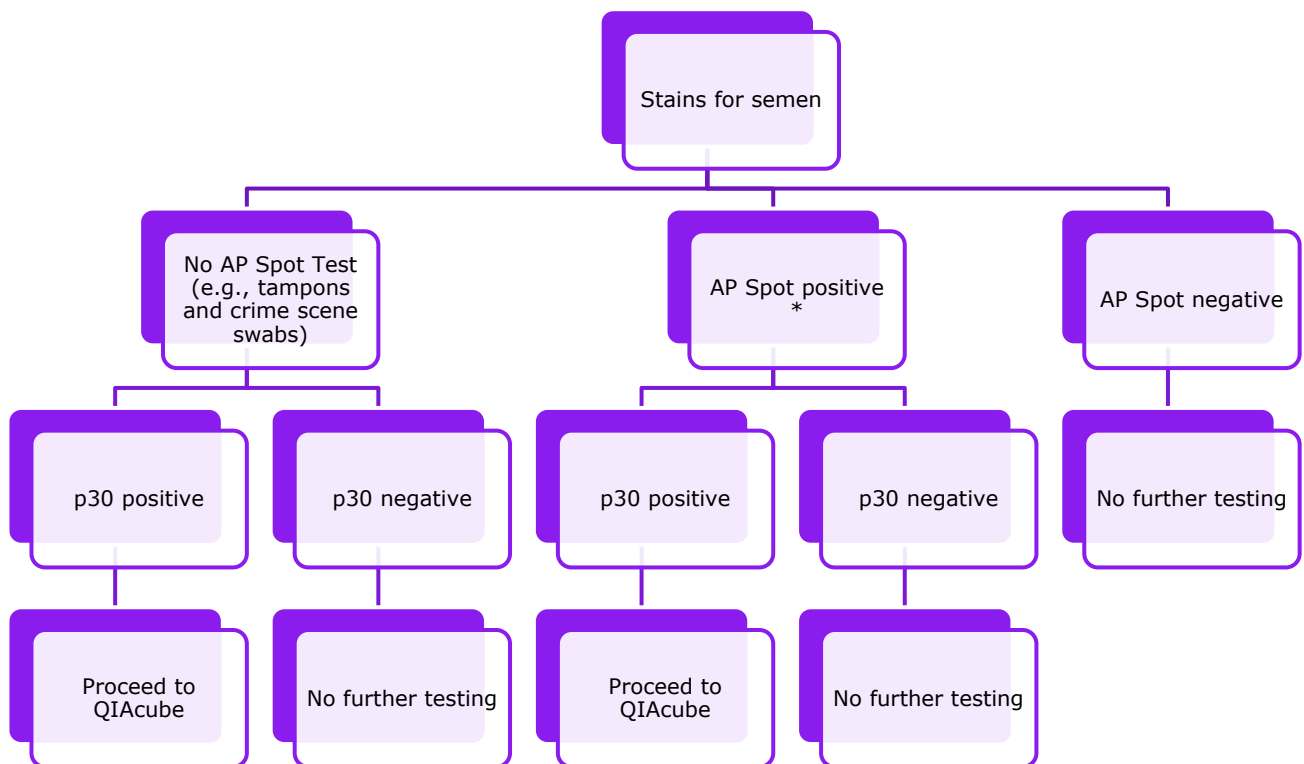 Stains for semen
No AP Spot Test
(e.g., tampons
and crime scene
swabs)
AP Spot positive
*
AP Spot negative
p30 positive
p30 negative
p30 positive
p30 negative
No further testing
Proceed to
QIAcube
No further testing
Proceed to
QIAcube
No further testing